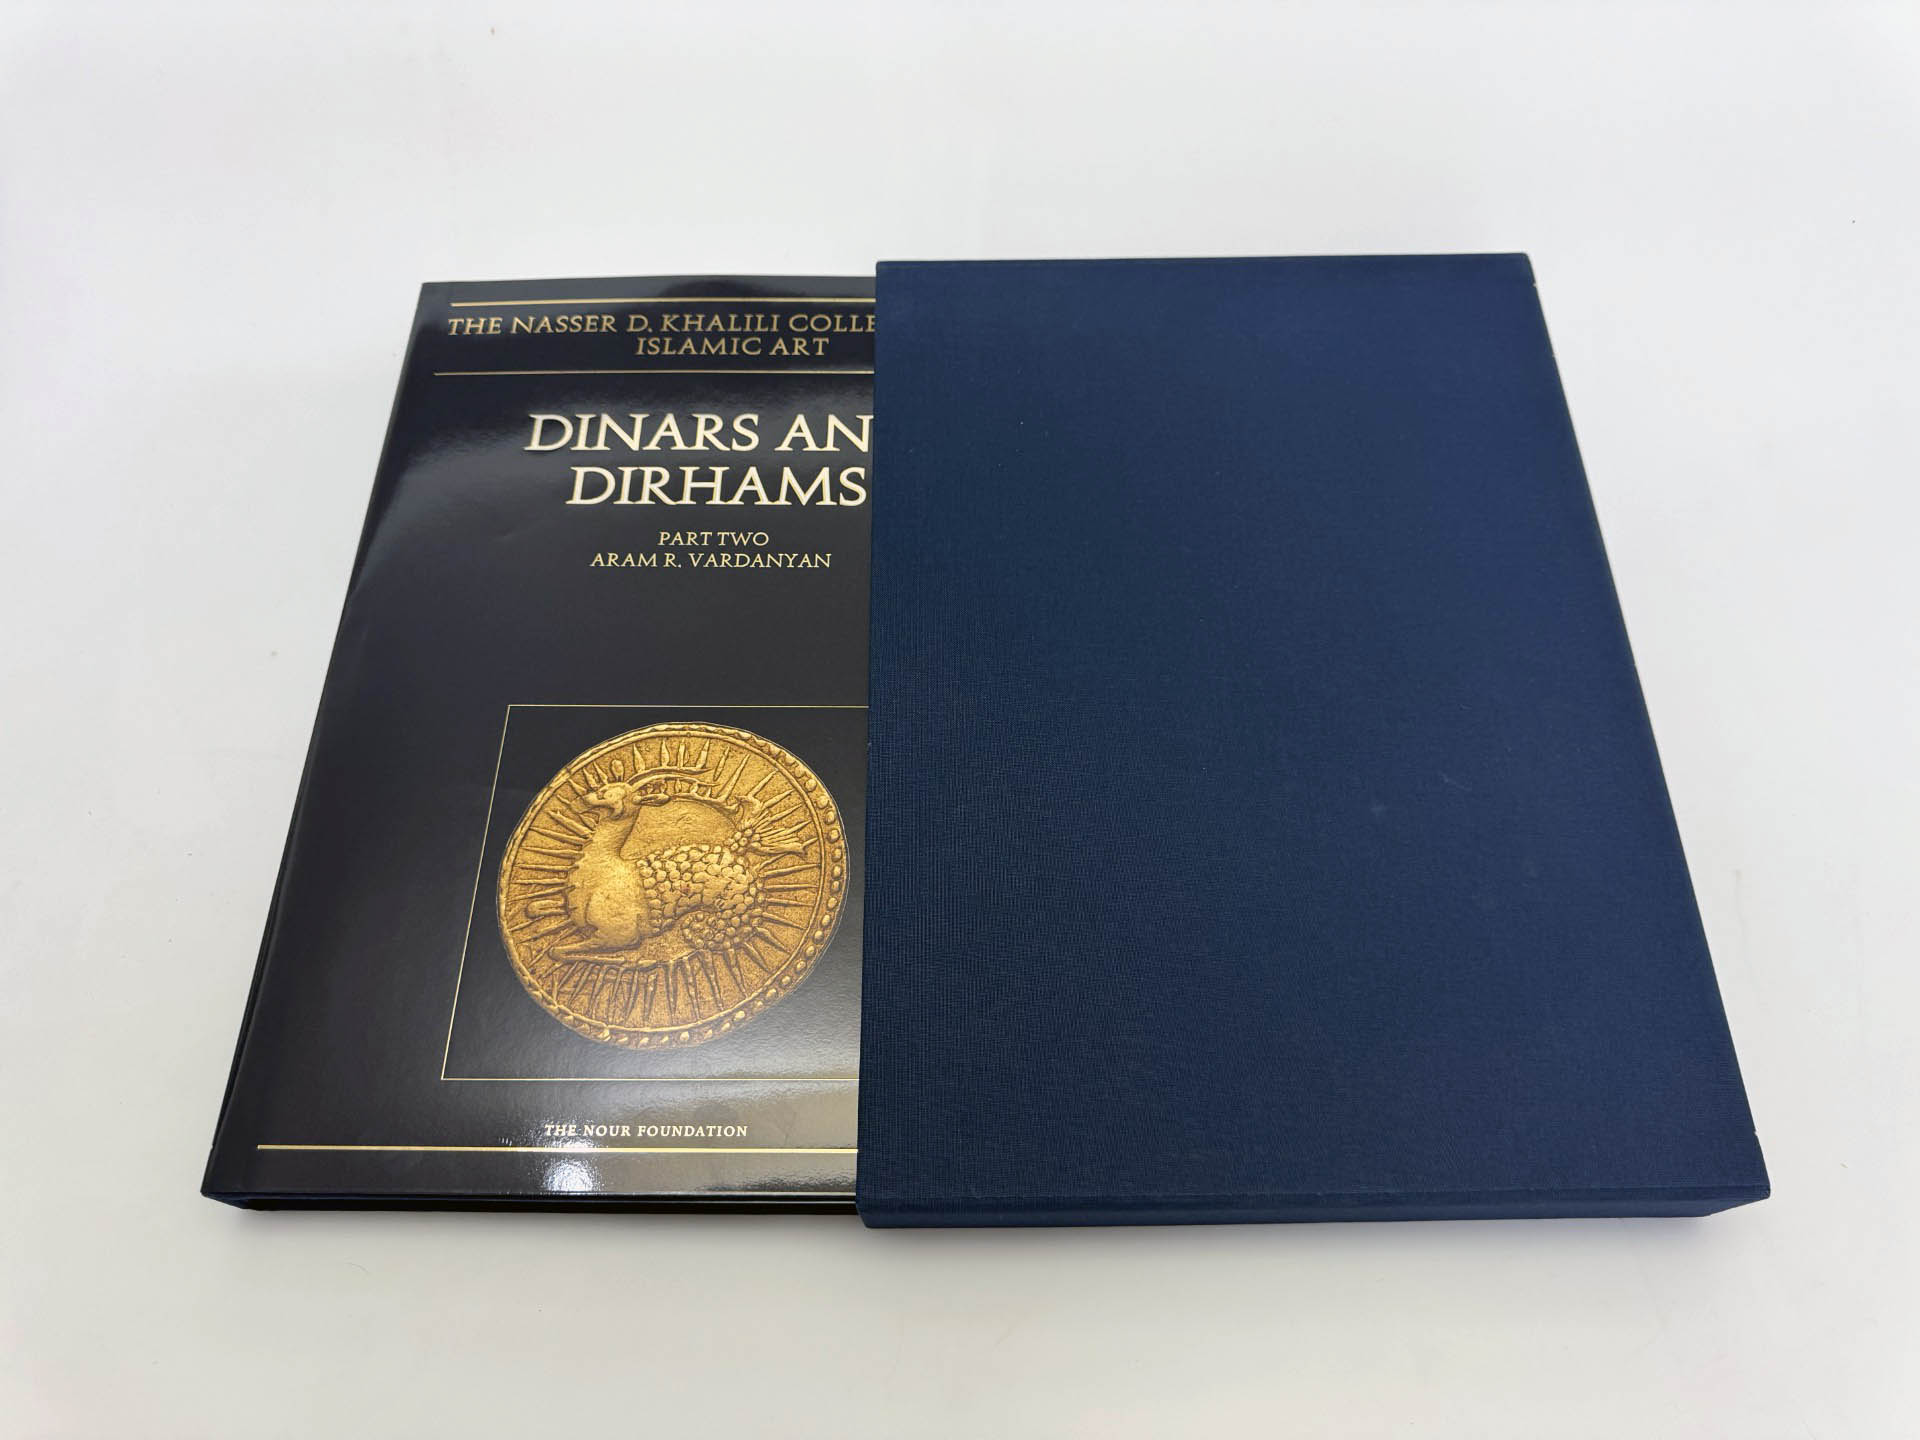 THE NASSER D. KHALILI COLLE
ISLAMIC ART
DINARS AN
DIRHAMS
PART TWO
ARAM R. VARDANYAN
THE NOUR FOUNDATION